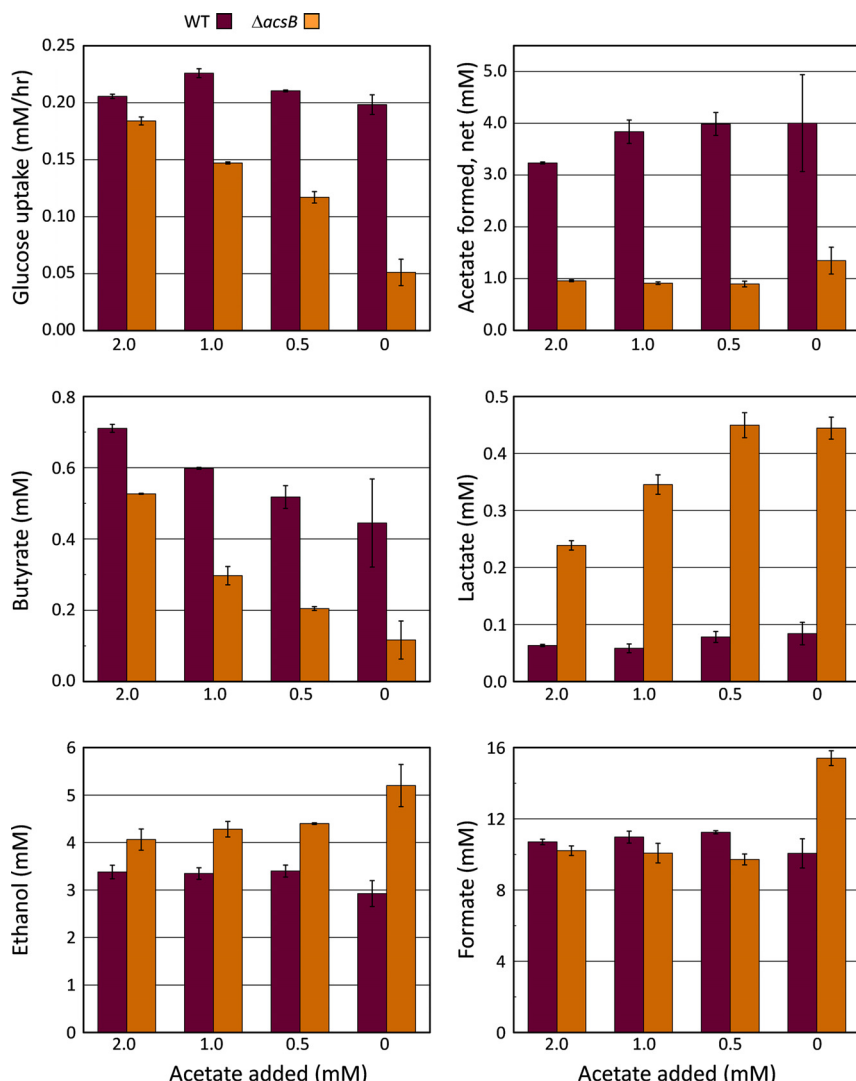 WT ΔacsB
Glucose uptake (mM/hr)
0.25
0.20
0.15
0.10
0.05
0.00
2.0 1.0 0.5 0
Acetate formed, net (mM)
5.0
4.0
3.0
2.0
1.0
0.0
2.0 1.0 0.5 0
Butyrate (mM)
0.8
0.6
0.4
0.2
0.0
2.0 1.0 0.5 0
Lactate (mM)
0.5
0.4
0.3
0.2
0.1
0.0
2.0 1.0 0.5 0
Ethanol (mM)
6
5
4
3
2
1
0
2.0 1.0 0.5 0
Acetate added (mM)
Formate (mM)
16
12
8
4
0
2.0 1.0 0.5 0
Acetate added (mM)